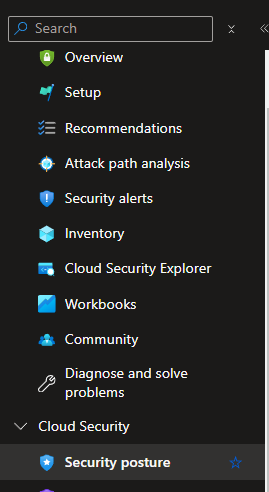 Search
Overview
Setup
Recommendations
Attack path analysis
Security alerts
Inventory
Cloud Security Explorer
Workbooks
Community
Diagnose and solve
problems
Cloud Security
Security posture